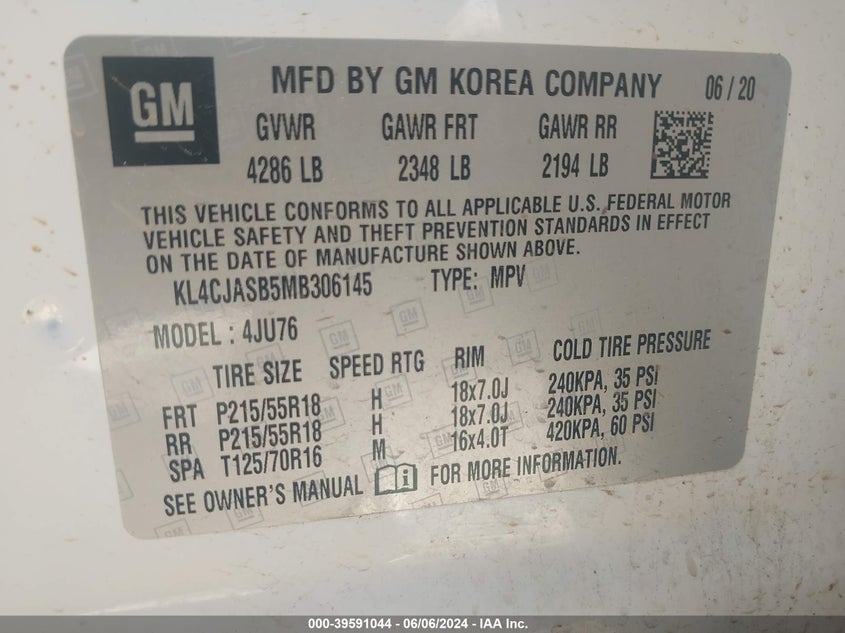 GM MFD BY GM KOREA COMPANY 06 / 20
GVWR GAWR FRT GAWR RR
4286 LB 2348 LB 2194 LB
THIS VEHICLE CONFORMS TO ALL APPLICABLE U.S. FEDERAL MOTOR
VEHICLE SAFETY AND THEFT PREVENTION STANDARDS IN EFFECT
ON THE DATE OF MANUFACTURE SHOWN ABOVE.
KL4CJASB5MB306145 TYPE: MPV
MODEL : 4JU76
TIRE SIZE SPEED RTG RIM COLD TIRE PRESSURE
FRT P215/55R18 H 18x7.0J 240KPA, 35 PSI
RR P215/55R18 H 18x7.0J 240KPA, 35 PSI
SPA T125/70R16 M 16x4.0T 420KPA, 60 PSI
SEE OWNER'S MANUAL i FOR MORE INFORMATION.
000-39591044 - 06/06/2024 - IAA Inc.